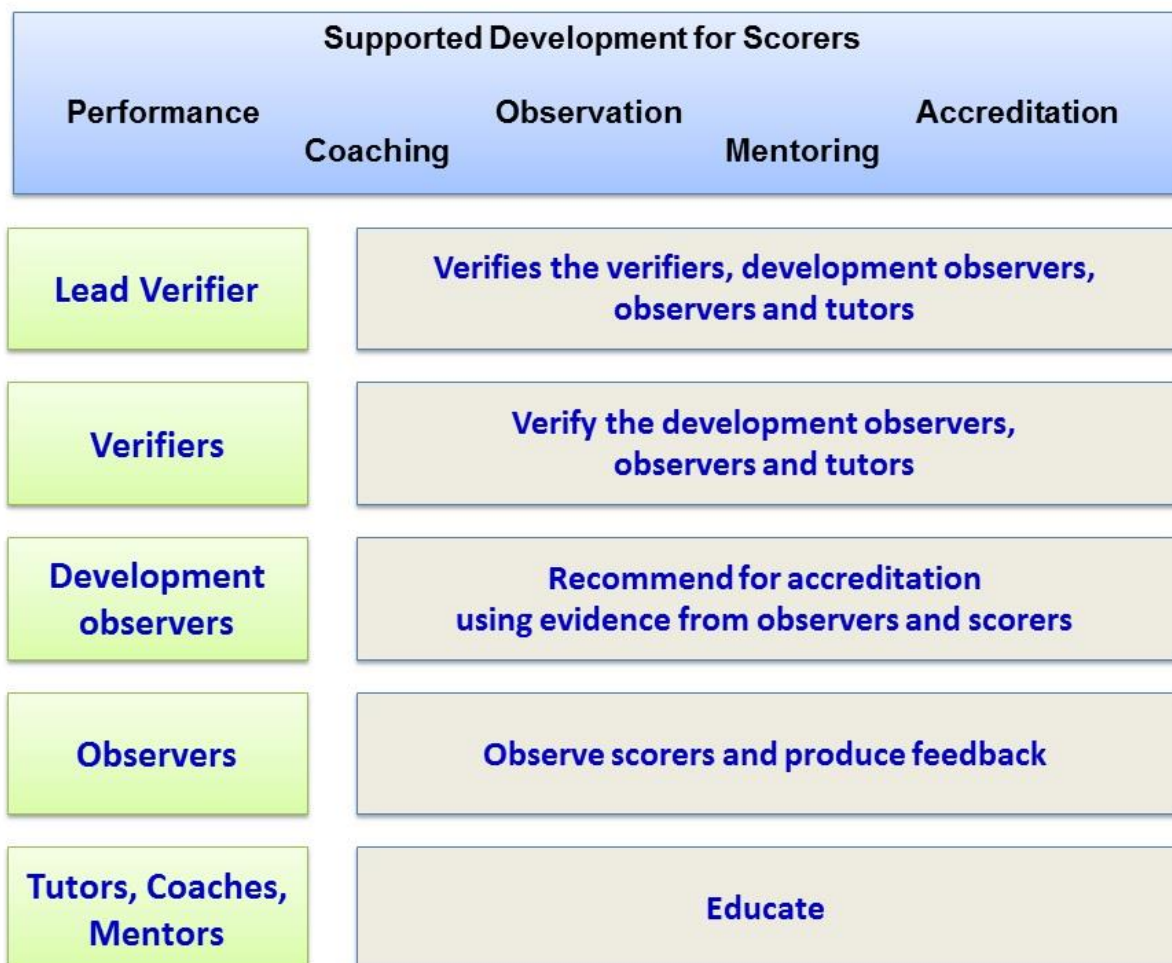 Supported Development for Scorers
Performance Observation Accreditation
Coaching Mentoring
Lead Verifier
Verifies the verifiers, development observers,
observers and tutors
Verifiers
Verify the development observers,
observers and tutors
Development
observers
Recommend for accreditation
using evidence from observers and scorers
Observers
Observe scorers and produce feedback
Tutors, Coaches,
Mentors
Educate